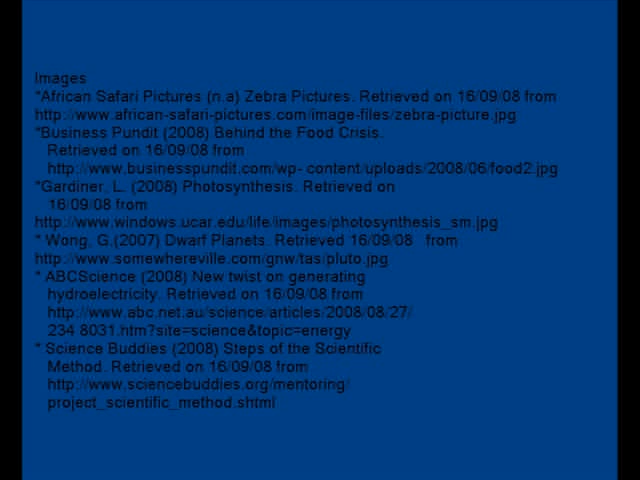 Images
*African Safari Pictures (n.a) Zebra Pictures. Retrieved on 16/09/08 from
http://www.african-safari-pictures.com/image-files/zebra-picture.jpg
*Business Pundit (2008) Behind the Food Crisis.
Retrieved on 16/09/08 from
http://www.businesspundit.com/wp- content/uploads/2008/06/food2.jpg
*Gardiner, L. (2008) Photosynthesis. Retrieved on
16/09/08 from
http://www.windows.ucar.edu/life/images/photosynthesis_sm.jpg
* Wong, G.(2007) Dwarf Planets. Retrieved 16/09/08 from
http://www.somewhereville.com/gnw/tas/pluto.jpg
* ABCScience (2008) New twist on generating
hydroelectricity. Retrieved on 16/09/08 from
http://www.abc.net.au/science/articles/2008/08/27/
234 8031.htm?site=science&topic=energy
* Science Buddies (2008) Steps of the Scientific
Method. Retrieved on 16/09/08 from
http://www.sciencebuddies.org/mentoring/
project_scientific_method.shtml